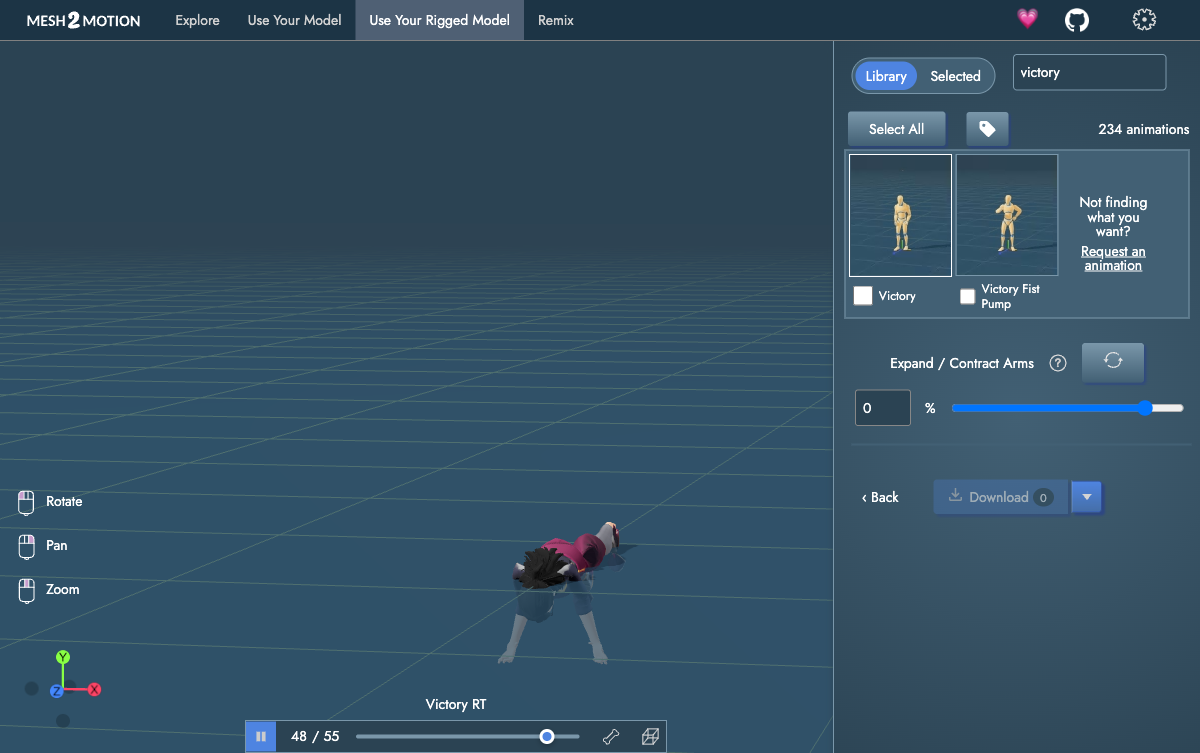 MESH2MOTION
Explore
Use Your Model
Use Your Rigged Model
Remix
Library
Selected
victory
Select All
234 animations
Not finding
what you
want?
Request an
animation
Victory
Victory Fist
Pump
Expand / Contract Arms
?
0
%
‹ Back
Download 0
Rotate
Pan
Zoom
Y
Z
X
Victory RT
48 / 55